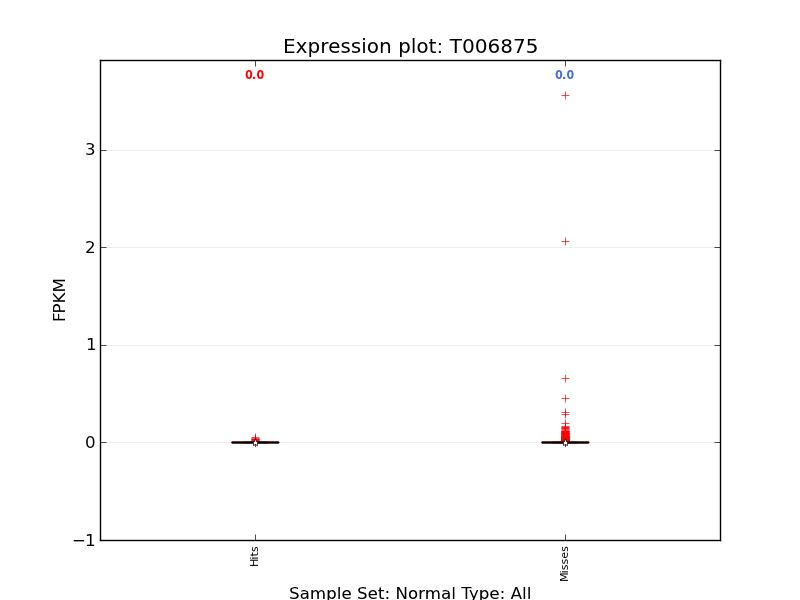 Expression plot: T006875
0.0 0.0
3
2
1
0
−1
FPKM
Hits Misses
Sample Set: Normal Type: All